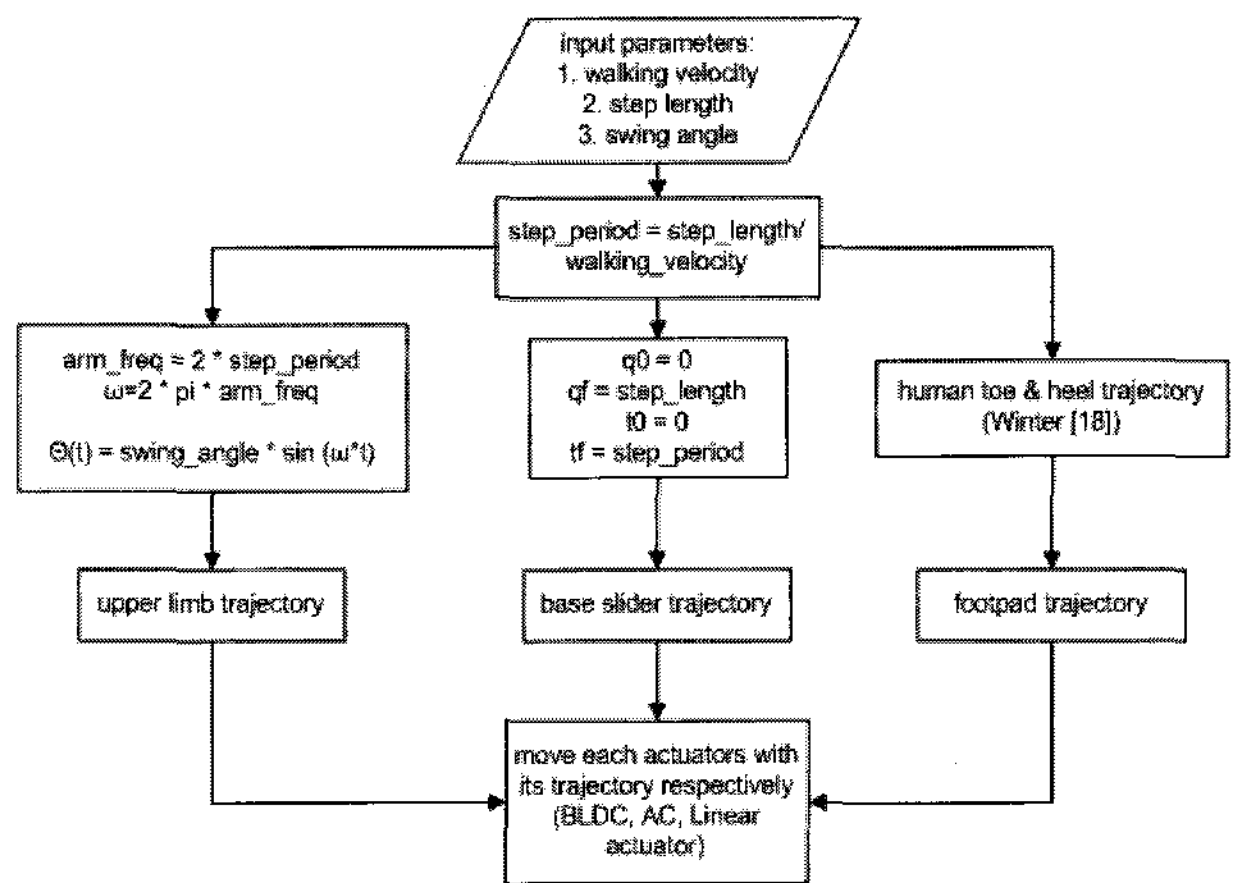 input parameters:
1. walking velocity
2. step length
3. swing angle
step_period = step_length/
walking_velocity
arm_freq = 2 * step_period
ω=2 * pi * arm_freq
Θ(t) = swing_angle * sin (ω*t)
q0 = 0
qf = step_length
t0 = 0
tf = step_period
human toe & heel trajectory
(Winter [18])
upper limb trajectory
base slider trajectory
footpad trajectory
move each actuators with
its trajectory respectively
(BLDC, AC, Linear
actuator)